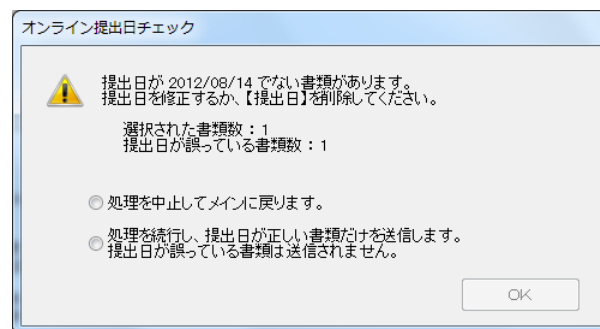 オンライン提出日チェック
提出日が 2012/08/14 でない書類があります。
提出日を修正するか、【提出日】を削除してください。
選択された書類数：1
提出日が誤っている書類数：1
処理を中止してメインに戻ります。
処理を続行し、提出日が正しい書類だけを送信します。
提出日が誤っている書類は送信されません。
OK